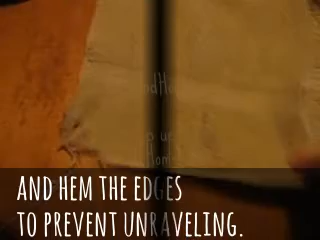 AND HEM THE EDGES
TO PREVENT UNRAVELING.